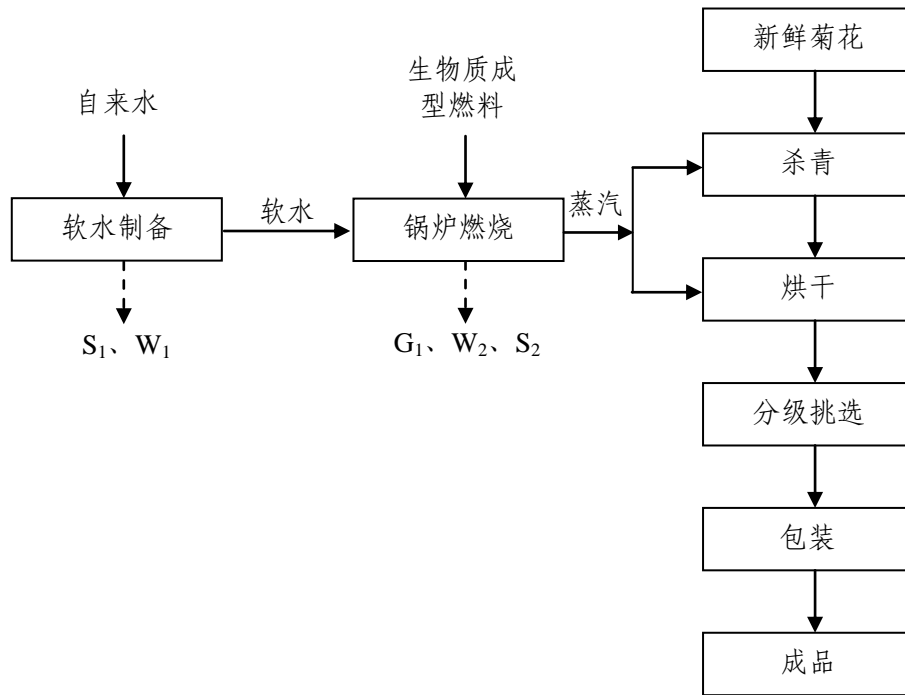 新鲜菊花
自来水
生物质成
型燃料
杀青
软水制备
软水
锅炉燃烧
蒸汽
烘干
S₁、W₁
G₁、W₂、S₂
分级挑选
包装
成品